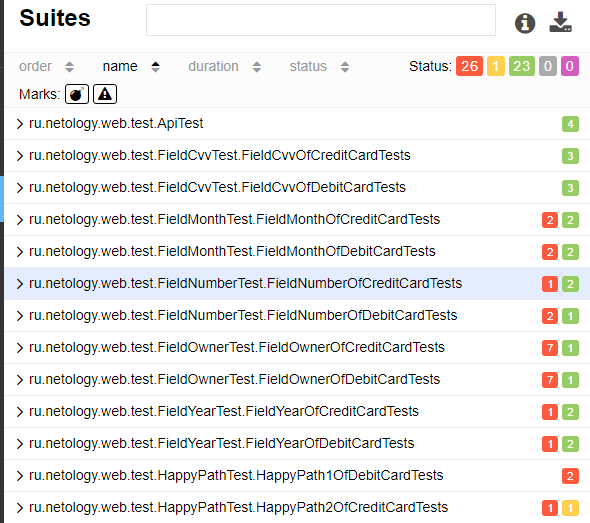 Suites
order name duration status Status: 26 1 23 0 0
Marks:
ru.netology.web.test.ApiTest 4
ru.netology.web.test.FieldCvvTest.FieldCvvOfCreditCardTests 3
ru.netology.web.test.FieldCvvTest.FieldCvvOfDebitCardTests 3
ru.netology.web.test.FieldMonthTest.FieldMonthOfCreditCardTests 2 2
ru.netology.web.test.FieldMonthTest.FieldMonthOfDebitCardTests 2 2
ru.netology.web.test.FieldNumberTest.FieldNumberOfCreditCardTests 1 2
ru.netology.web.test.FieldNumberTest.FieldNumberOfDebitCardTests 2 1
ru.netology.web.test.FieldOwnerTest.FieldOwnerOfCreditCardTests 7 1
ru.netology.web.test.FieldOwnerTest.FieldOwnerOfDebitCardTests 7 1
ru.netology.web.test.FieldYearTest.FieldYearOfCreditCardTests 1 2
ru.netology.web.test.FieldYearTest.FieldYearOfDebitCardTests 1 2
ru.netology.web.test.HappyPathTest.HappyPath1OfDebitCardTests 2
ru.netology.web.test.HappyPathTest.HappyPath2OfCreditCardTests 1 1